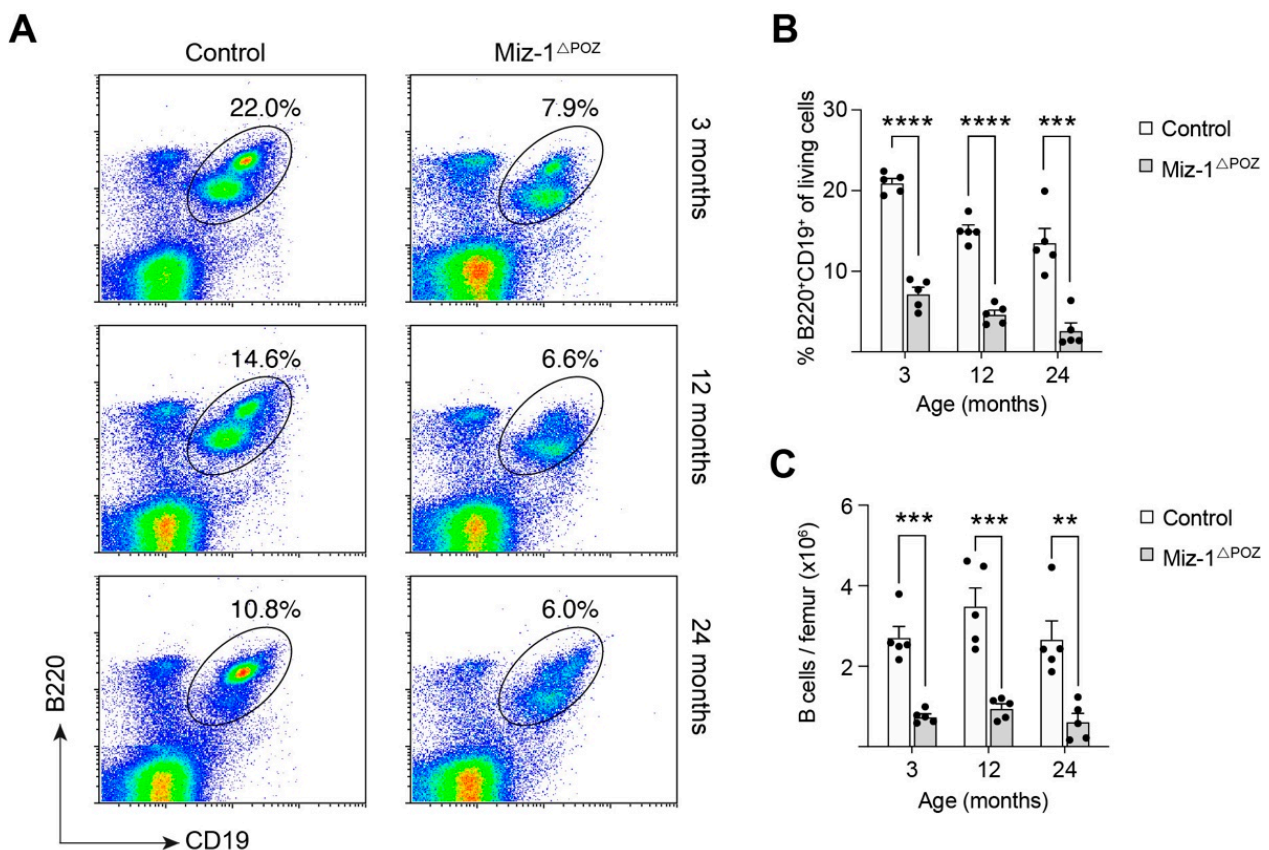 A
Control
Miz-1△POZ
22.0%
7.9%
3 months
14.6%
6.6%
12 months
10.8%
6.0%
24 months
B220
CD19
B
% B220+CD19+ of living cells
30
20
10
**** **** ***
Control
Miz-1△POZ
3 12 24
Age (months)
C
B cells / femur (x10⁶)
6
4
2
*** *** **
Control
Miz-1△POZ
3 12 24
Age (months)